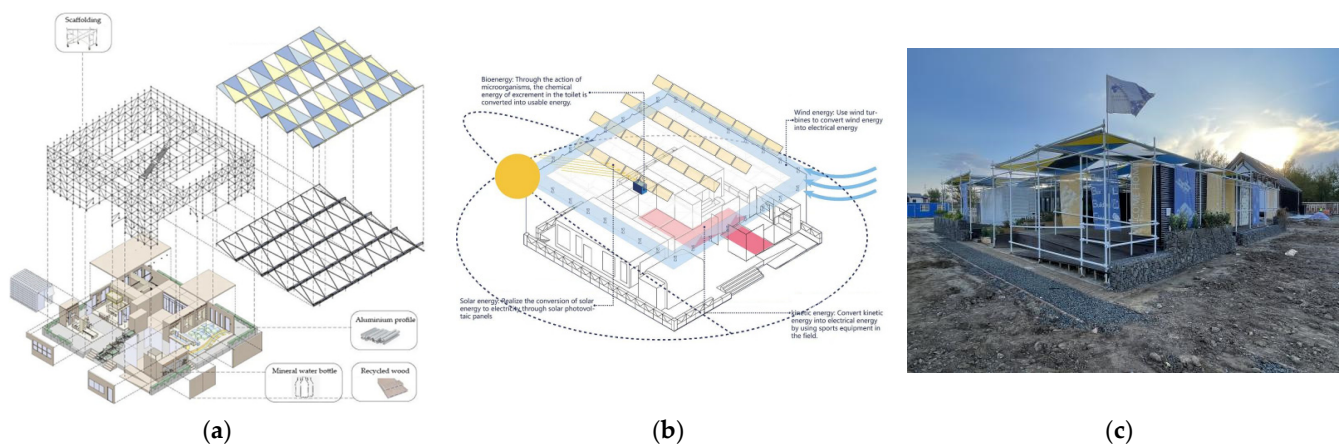 Scaffolding
Aluminium profile
Mineral water bottle
Recycled wood
(a)
Bioenergy: Through the action of
microorganisms, the chemical
energy of excrement in the toilet is
converted into usable energy.
Wind energy: Use wind tur-
bines to convert wind energy
into electrical energy
Solar energy: Realize the conversion of solar
energy to electricity through solar photovol-
taic panels
kinetic energy: Convert kinetic
energy into electrical energy
by using sports equipment in
the field.
(b)
(c)